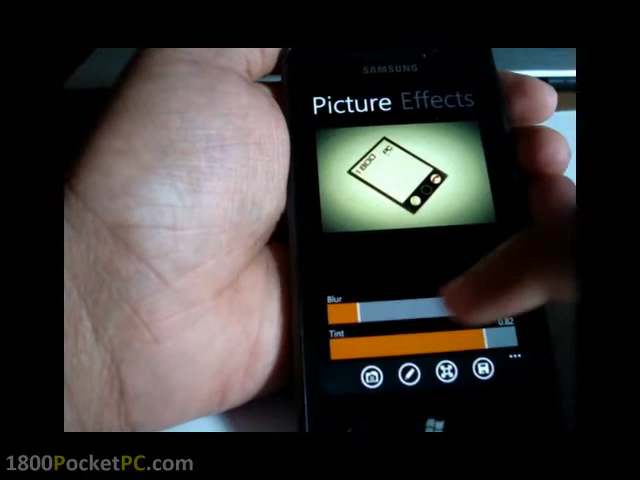 SAMSUNG
Picture Effects
1800 PC
Blur
Tint
0.82
1800PocketPC.com